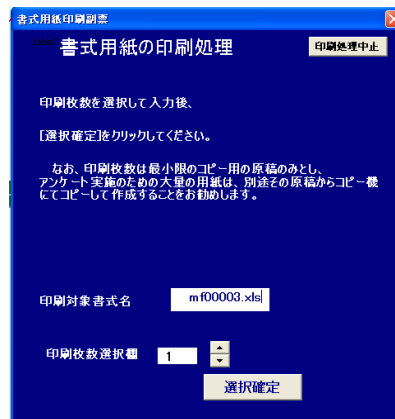 書式用紙印刷副票
Label
書式用紙の印刷処理
印刷処理中止
印刷枚数を選択して入力後、
[選択確定]をクリックしてください。
なお、印刷枚数は最小限のコピー用の原稿のみとし、
アンケート実施のための大量の用紙は、別途その原稿からコピー機
にてコピーして作成することをお勧めします。
印刷対象書式名 mf00003.xls
印刷枚数選択欄 1
選択確定